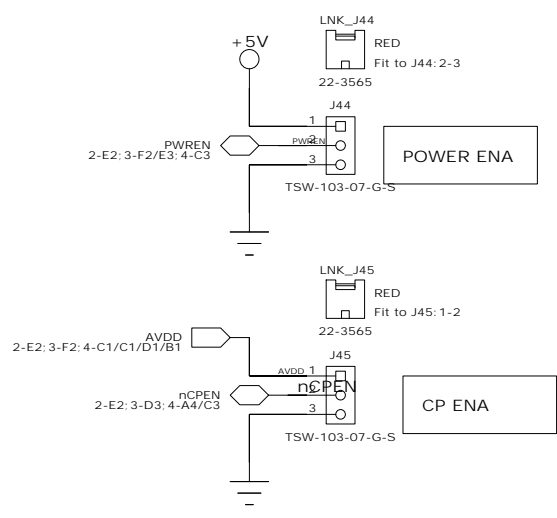 LNK_J44
+5V
RED
Fit to J44:2-3
22-3565
J44
1
PWREN
PWREN
2
2-E2;3-F2/E3;4-C3
3
POWER ENA
TSW-103-07-G-S
LNK_J45
RED
Fit to J45:1-2
22-3565
AVDD
2-E2;3-F2;4-C1/C1/D1/B1
J45
AVDD
1
nCPEN
nCPEN
2
2-E2;3-D3;4-A4/C3
3
CP ENA
TSW-103-07-G-S